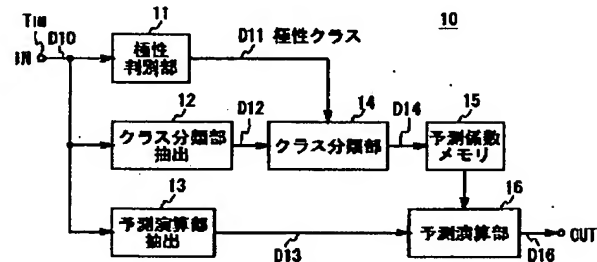 10
TIN
IN
D10
11
極性
判別部
D11 極性クラス
12
クラス分類部
抽出
D12
14
クラス分類部
D14
15
予測係数
メモリ
13
予測演算部
抽出
D13
16
予測演算部
D16
OUT